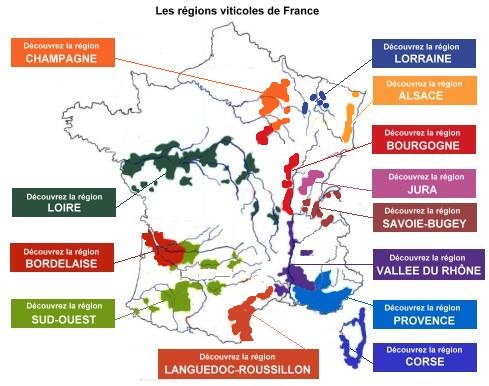 Les régions viticoles de France
Découvrez la région
CHAMPAGNE
Découvrez la région
LORRAINE
Découvrez la région
ALSACE
Découvrez la région
BOURGOGNE
Découvrez la région
JURA
Découvrez la région
LOIRE
Découvrez la région
SAVOIE-BUGEY
Découvrez la région
BORDELAISE
Découvrez la région
VALLEE DU RHÔNE
Découvrez la région
SUD-OUEST
Découvrez la région
PROVENCE
Découvrez la région
LANGUEDOC-ROUSSILLON
Découvrez la région
CORSE